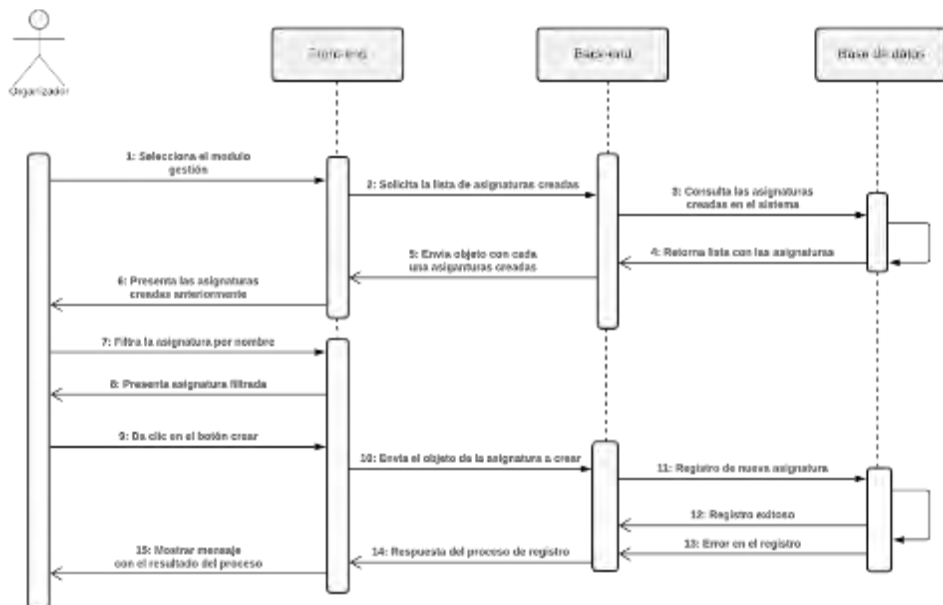 Organizador
Front-end
Back-end
Base de datos
1: Selecciona el modulo
gestión
2: Solicita la lista de asignaturas creadas
3: Consulta las asignaturas
creadas en el sistema
4: Retorna lista con las asignaturas
5: Envia objeto con cada
una asiganturas creadas
6: Presenta las asignaturas
creadas anteriormente
7: Filtra la asignatura por nombre
8: Presenta asignatura filtrada
9: Da clic en el botón crear
10: Envia el objeto de la asignatura a crear
11: Registro de nueva asignatura
12: Registro exitoso
13: Error en el registro
14: Respuesta del proceso de registro
15: Mostrar mensaje
con el resultado del proceso